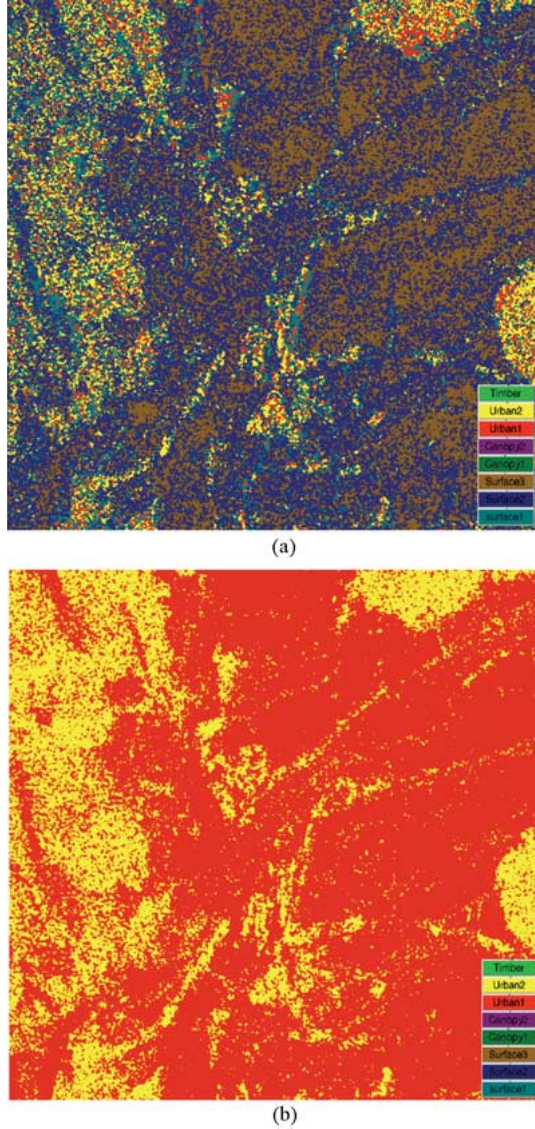 Timber
Urban2
Urban1
Canopy2
Canopy1
Surface3
Surface2
surface1
(a)
Timber
Urban2
Urban1
Canopy2
Canopy1
Surface3
Surface2
surface1
(b)